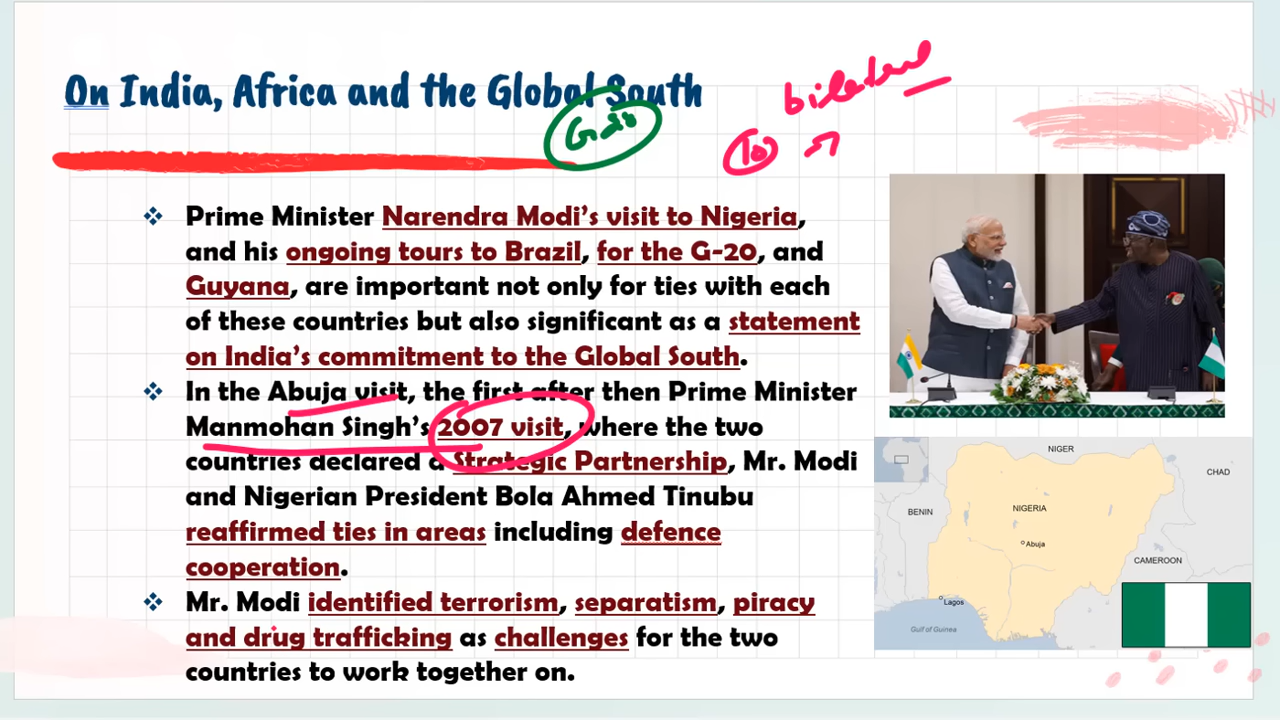 On India, Africa and the Global South
bilateral
10
Prime Minister Narendra Modi's visit to Nigeria,
and his ongoing tours to Brazil, for the G-20, and
Guyana, are important not only for ties with each
of these countries but also significant as a statement
on India's commitment to the Global South.
In the Abuja visit, the first after then Prime Minister
Manmohan Singh's 2007 visit, where the two
countries declared a Strategic Partnership, Mr. Modi
and Nigerian President Bola Ahmed Tinubu
reaffirmed ties in areas including defence
cooperation.
Mr. Modi identified terrorism, separatism, piracy
and drug trafficking as challenges for the two
countries to work together on.
NIGER
CHAD
BENIN
NIGERIA
Abuja
CAMEROON
Lagos
Gulf of Guinea